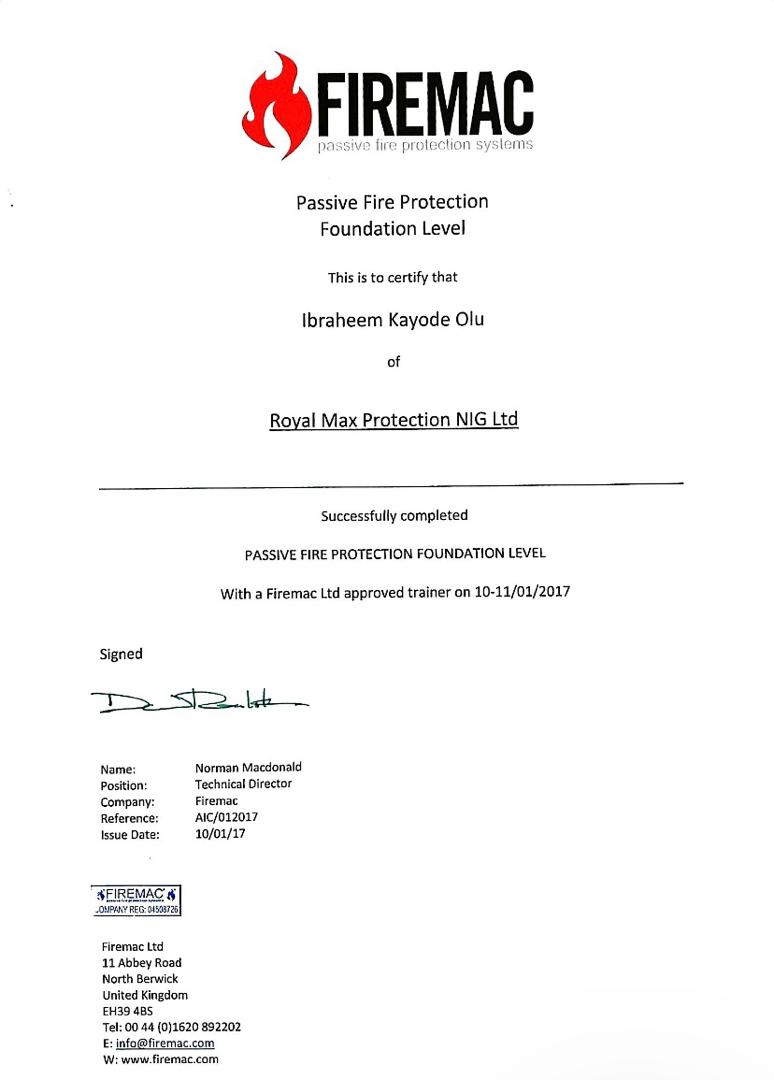 FIREMAC
passive fire protection systems
Passive Fire Protection
Foundation Level
This is to certify that
Ibraheem Kayode Olu
of
Royal Max Protection NIG Ltd
Successfully completed
PASSIVE FIRE PROTECTION FOUNDATION LEVEL
With a Firemac Ltd approved trainer on 10-11/01/2017
Signed
Name: Norman Macdonald
Position: Technical Director
Company: Firemac
Reference: AIC/012017
Issue Date: 10/01/17
FIREMAC
COMPANY REG: 04508726
Firemac Ltd
11 Abbey Road
North Berwick
United Kingdom
EH39 4BS
Tel: 00 44 (0)1620 892202
E: info@firemac.com
W: www.firemac.com